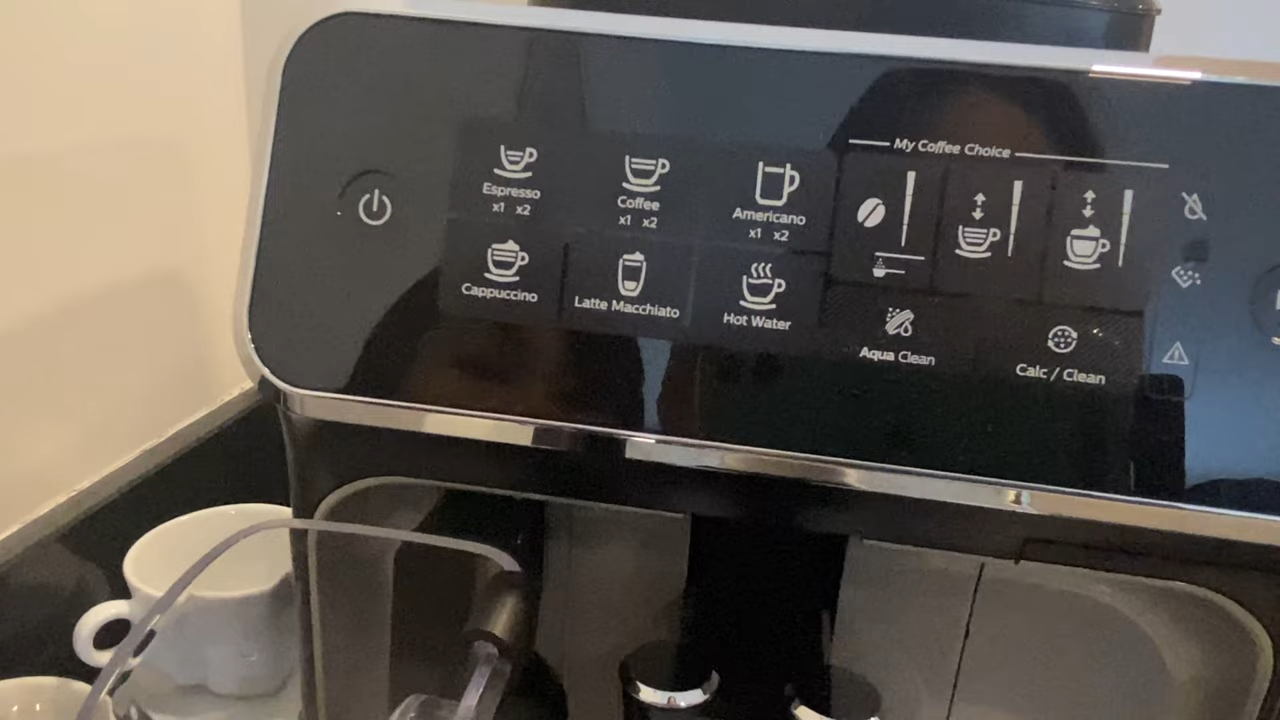 My Coffee Choice
Espresso
x1 x2
Coffee
x1 x2
Americano
x1 x2
Cappuccino
Latte Macchiato
Hot Water
Aqua Clean
Calc / Clean